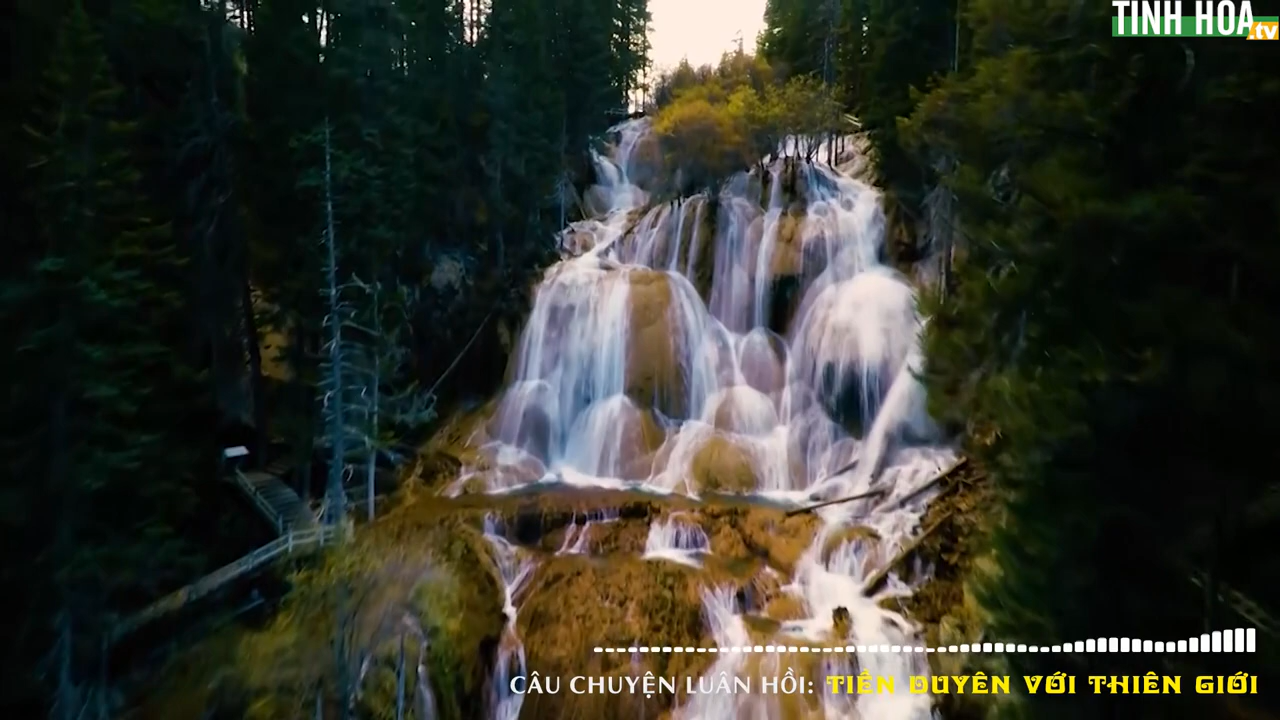 TINH HOA
.tv
CÂU CHUYỆN LUÂN HỒI: TIỀN DUYÊN VỚI THIÊN GIỚI